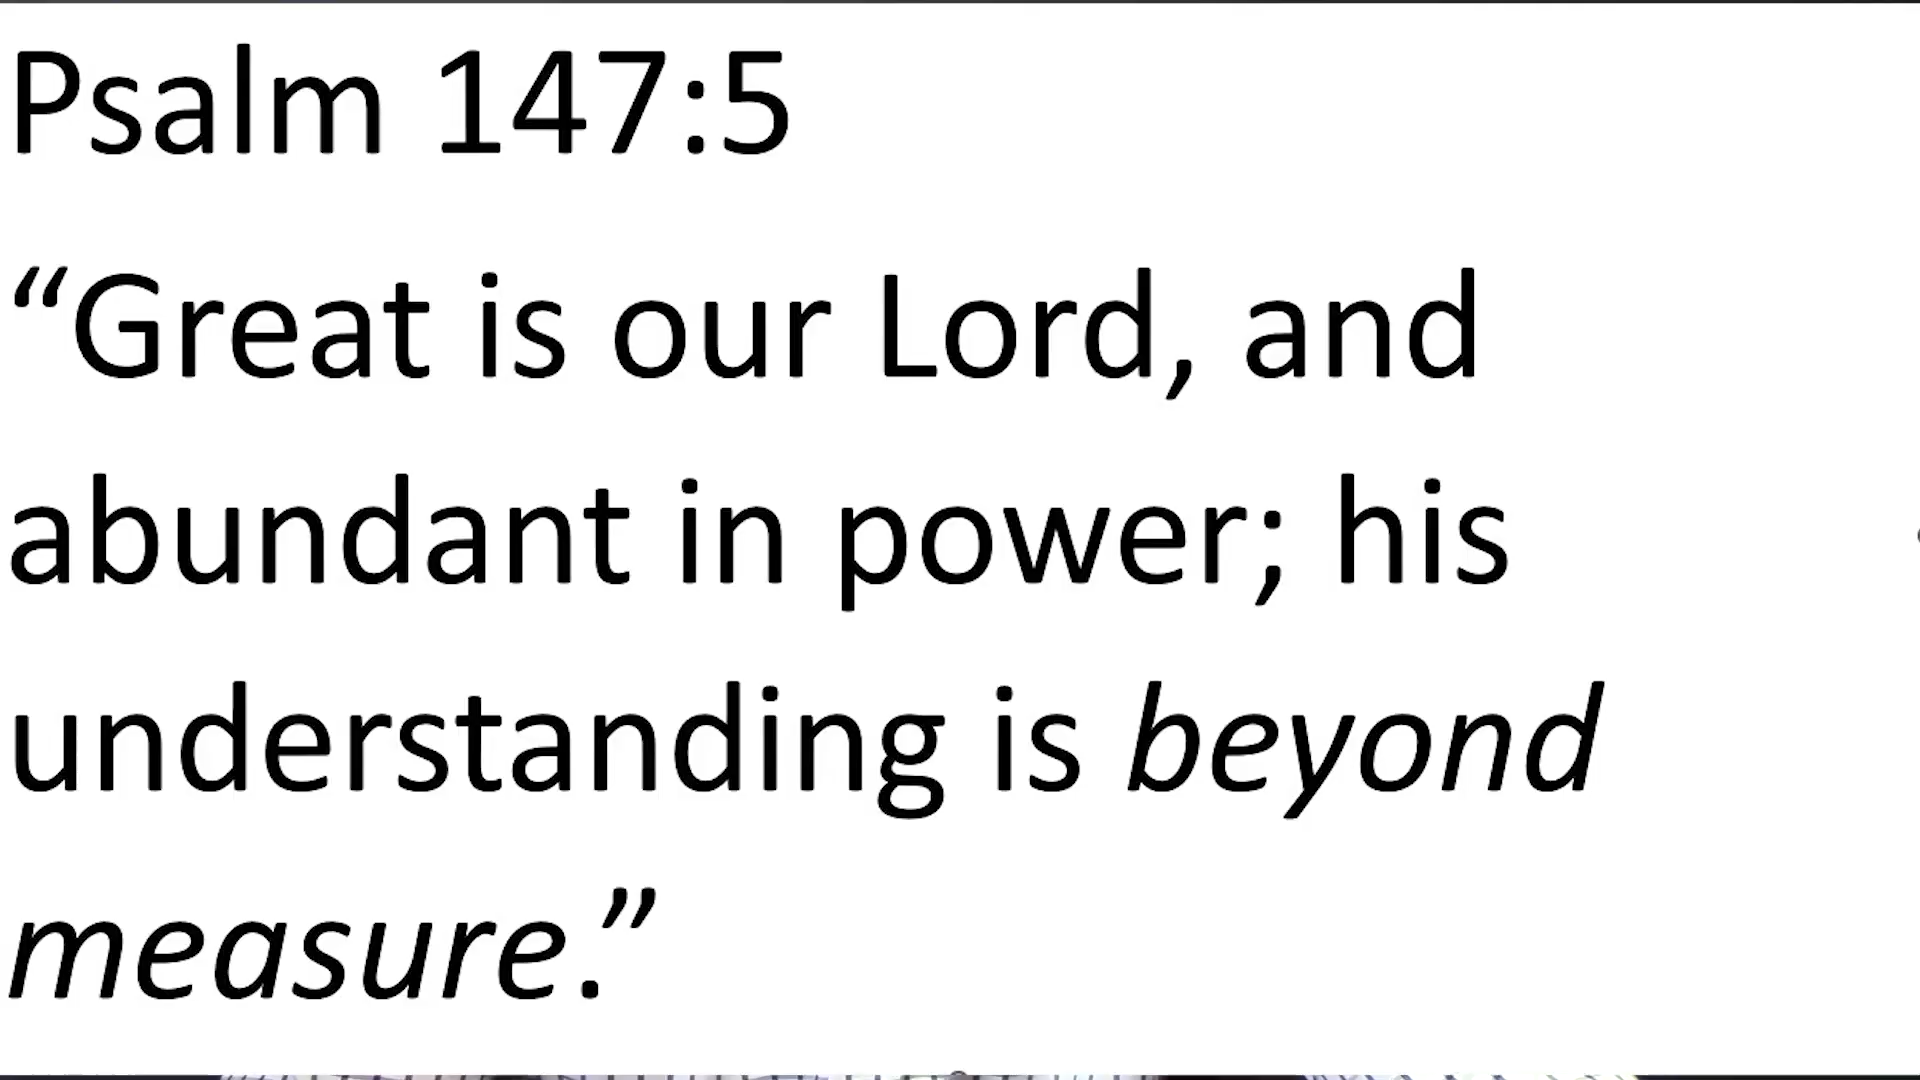 Psalm 147:5
“Great is our Lord, and
abundant in power; his
understanding is beyond
measure.”